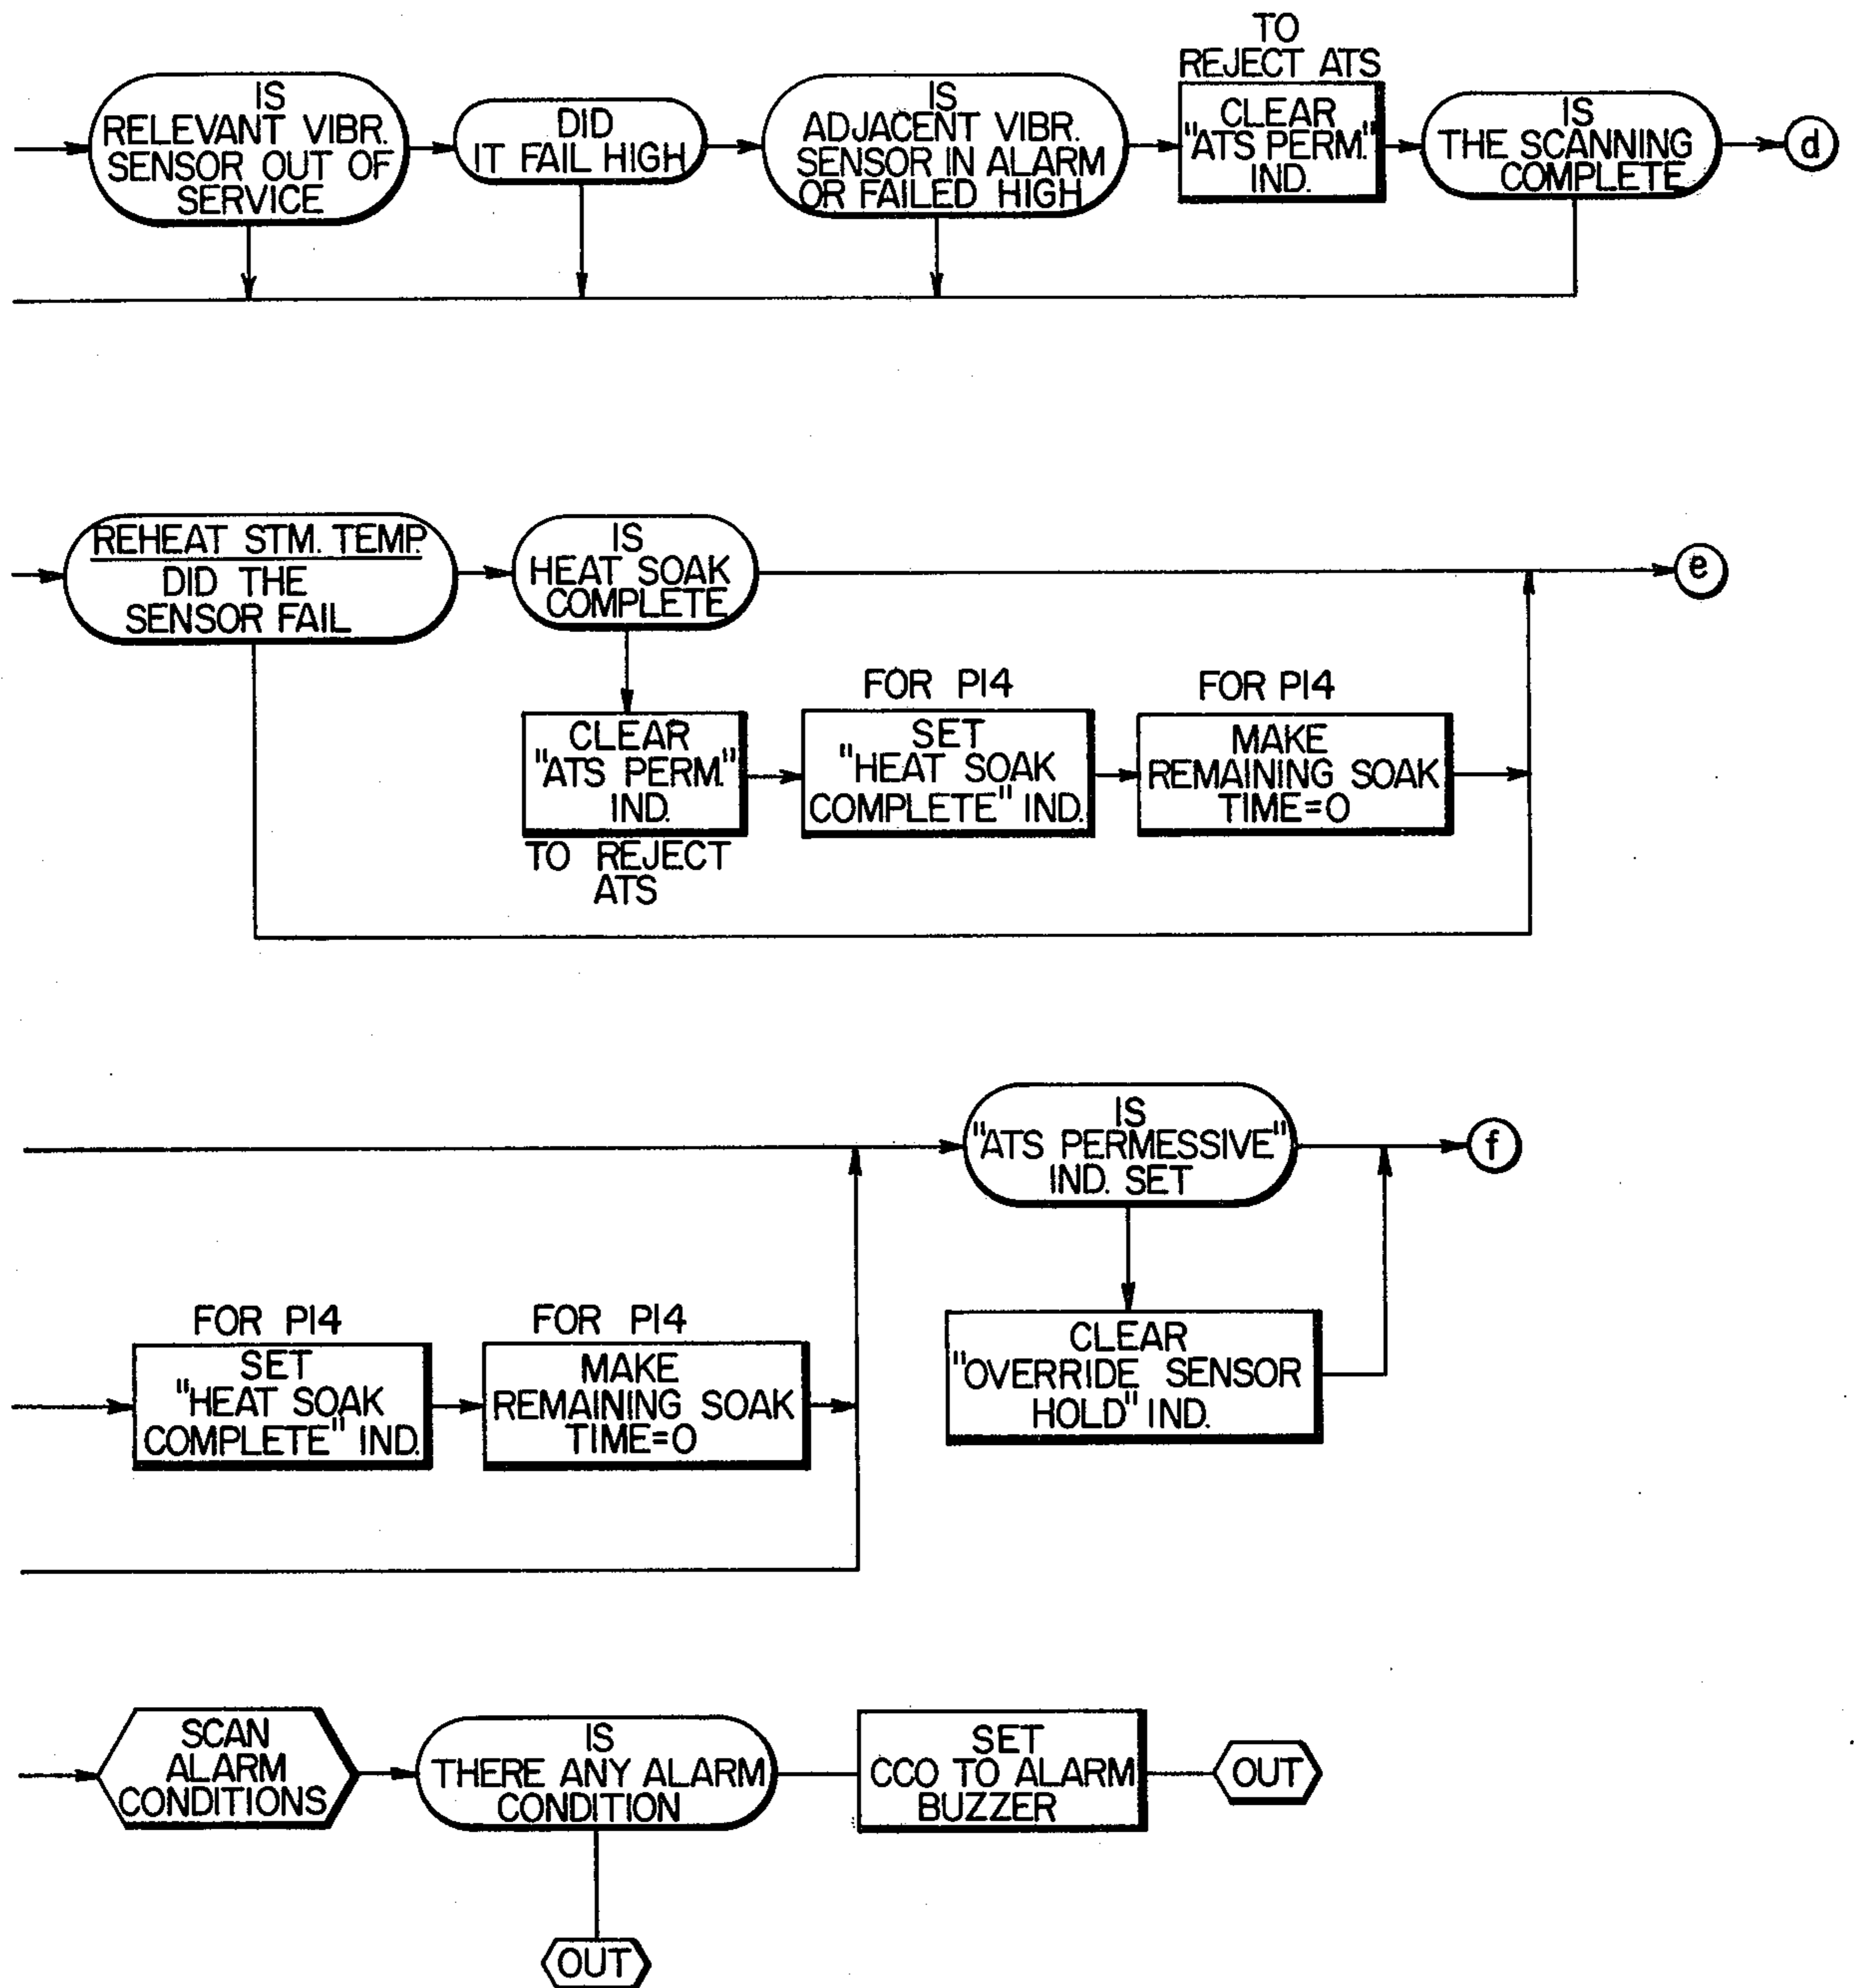 IS
RELEVANT VIBR.
SENSOR OUT OF
SERVICE
DID
IT FAIL HIGH
IS
ADJACENT VIBR.
SENSOR IN ALARM
OR FAILED HIGH
TO
REJECT ATS
CLEAR
"ATS PERM."
IND.
IS
THE SCANNING
COMPLETE
d
REHEAT STM. TEMP.
DID THE
SENSOR FAIL
IS
HEAT SOAK
COMPLETE
e
CLEAR
"ATS PERM."
IND.
TO REJECT
ATS
FOR P14
SET
"HEAT SOAK
COMPLETE" IND.
FOR P14
MAKE
REMAINING SOAK
TIME=0
IS
"ATS PERMESSIVE"
IND. SET
f
FOR P14
SET
"HEAT SOAK
COMPLETE" IND.
FOR P14
MAKE
REMAINING SOAK
TIME=0
CLEAR
"OVERRIDE SENSOR
HOLD" IND.
SCAN
ALARM
CONDITIONS
IS
THERE ANY ALARM
CONDITION
SET
CCO TO ALARM
BUZZER
OUT
OUT